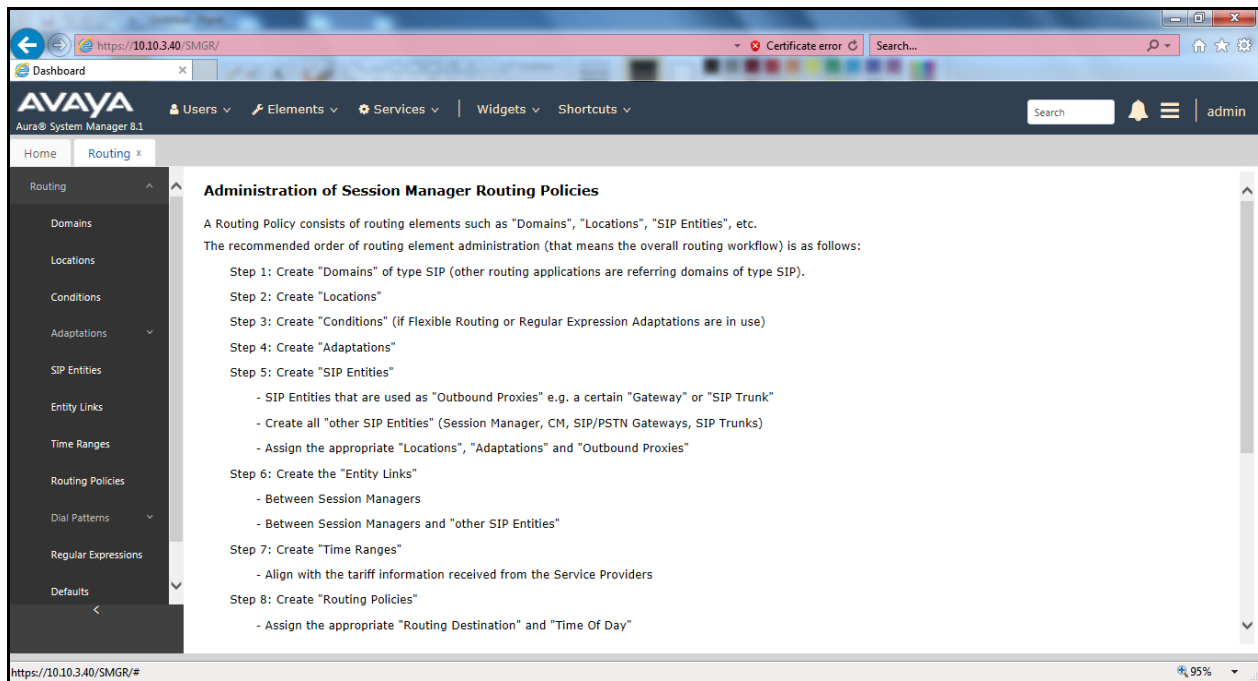 https://10.10.3.40/SMGR/
Certificate error
Search...
Dashboard
AVAYA
Aura® System Manager 8.1
Users
Elements
Services
Widgets
Shortcuts
Search
admin
Home
Routing x
Routing
Domains
Locations
Conditions
Adaptations
SIP Entities
Entity Links
Time Ranges
Routing Policies
Dial Patterns
Regular Expressions
Defaults
Administration of Session Manager Routing Policies
A Routing Policy consists of routing elements such as "Domains", "Locations", "SIP Entities", etc.
The recommended order of routing element administration (that means the overall routing workflow) is as follows:
Step 1: Create "Domains" of type SIP (other routing applications are referring domains of type SIP).
Step 2: Create "Locations"
Step 3: Create "Conditions" (if Flexible Routing or Regular Expression Adaptations are in use)
Step 4: Create "Adaptations"
Step 5: Create "SIP Entities"
- SIP Entities that are used as "Outbound Proxies" e.g. a certain "Gateway" or "SIP Trunk"
- Create all "other SIP Entities" (Session Manager, CM, SIP/PSTN Gateways, SIP Trunks)
- Assign the appropriate "Locations", "Adaptations" and "Outbound Proxies"
Step 6: Create the "Entity Links"
- Between Session Managers
- Between Session Managers and "other SIP Entities"
Step 7: Create "Time Ranges"
- Align with the tariff information received from the Service Providers
Step 8: Create "Routing Policies"
- Assign the appropriate "Routing Destination" and "Time Of Day"
https://10.10.3.40/SMGR/#
95%